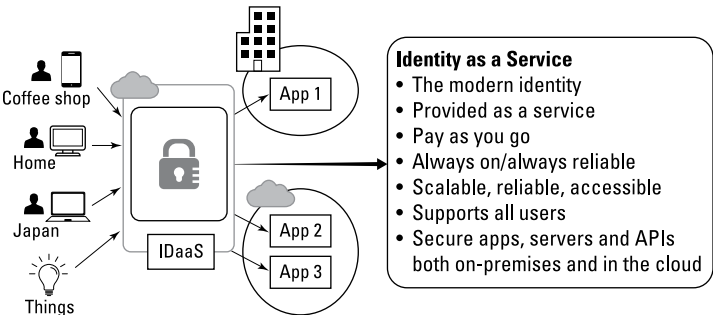 Coffee shop
Home
Japan
Things
IDaaS
App 1
App 2
App 3
Identity as a Service
• The modern identity
• Provided as a service
• Pay as you go
• Always on/always reliable
• Scalable, reliable, accessible
• Supports all users
• Secure apps, servers and APIs
both on-premises and in the cloud